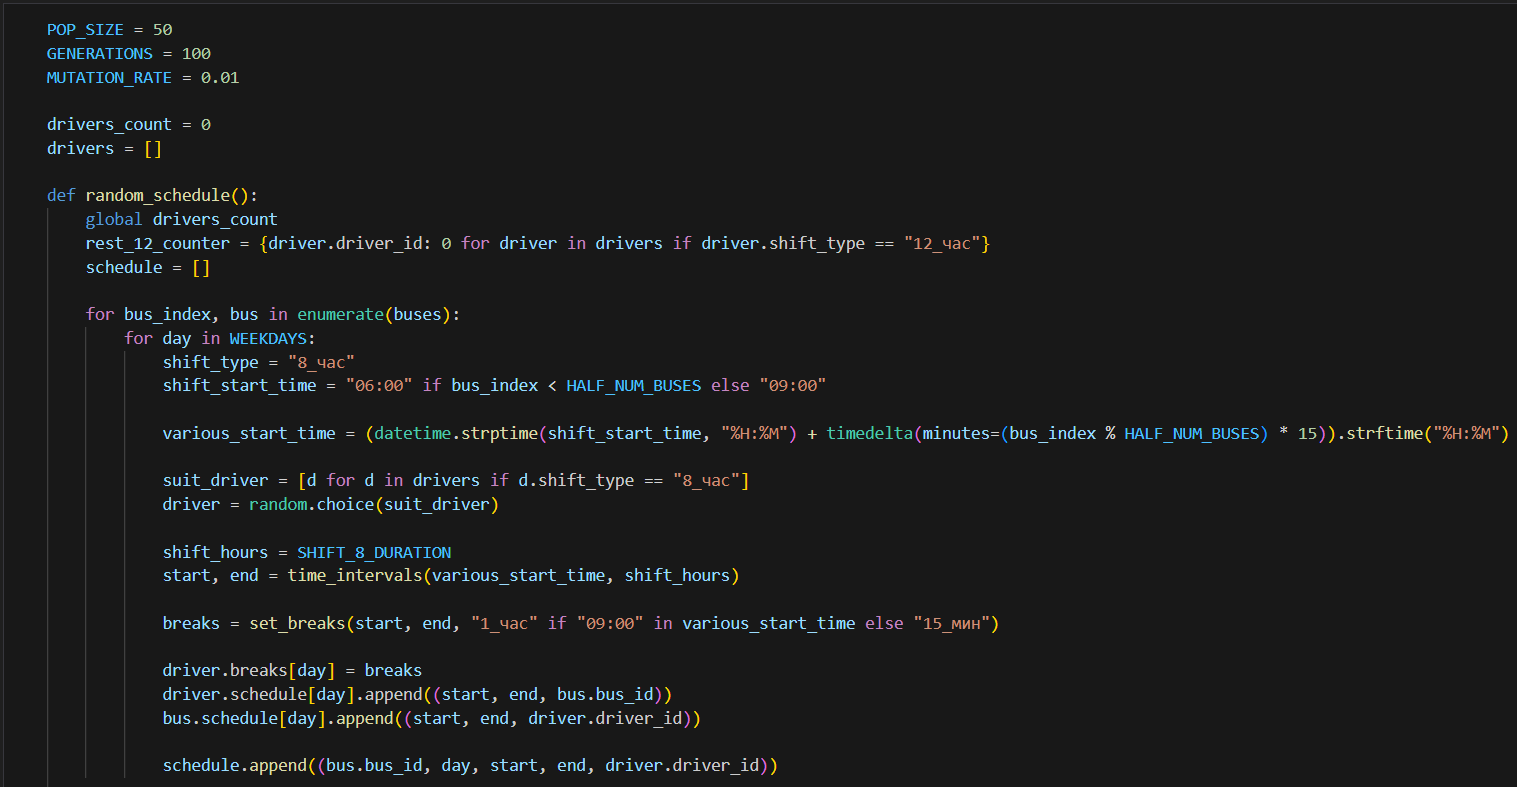 POP_SIZE = 50
GENERATIONS = 100
MUTATION_RATE = 0.01
drivers_count = 0
drivers = []
def random_schedule():
global drivers_count
rest_12_counter = {driver.driver_id: 0 for driver in drivers if driver.shift_type == "12_час"}
schedule = []
for bus_index, bus in enumerate(buses):
for day in WEEKDAYS:
shift_type = "8_час"
shift_start_time = "06:00" if bus_index < HALF_NUM_BUSES else "09:00"
various_start_time = (datetime.strptime(shift_start_time, "%H:%M") + timedelta(minutes=(bus_index % HALF_NUM_BUSES) * 15)).strftime("%H:%M")
suit_driver = [d for d in drivers if d.shift_type == "8_час"]
driver = random.choice(suit_driver)
shift_hours = SHIFT_8_DURATION
start, end = time_intervals(various_start_time, shift_hours)
breaks = set_breaks(start, end, "1_час" if "09:00" in various_start_time else "15_мин")
driver.breaks[day] = breaks
driver.schedule[day].append((start, end, bus.bus_id))
bus.schedule[day].append((start, end, driver.driver_id))
schedule.append((bus.bus_id, day, start, end, driver.driver_id))